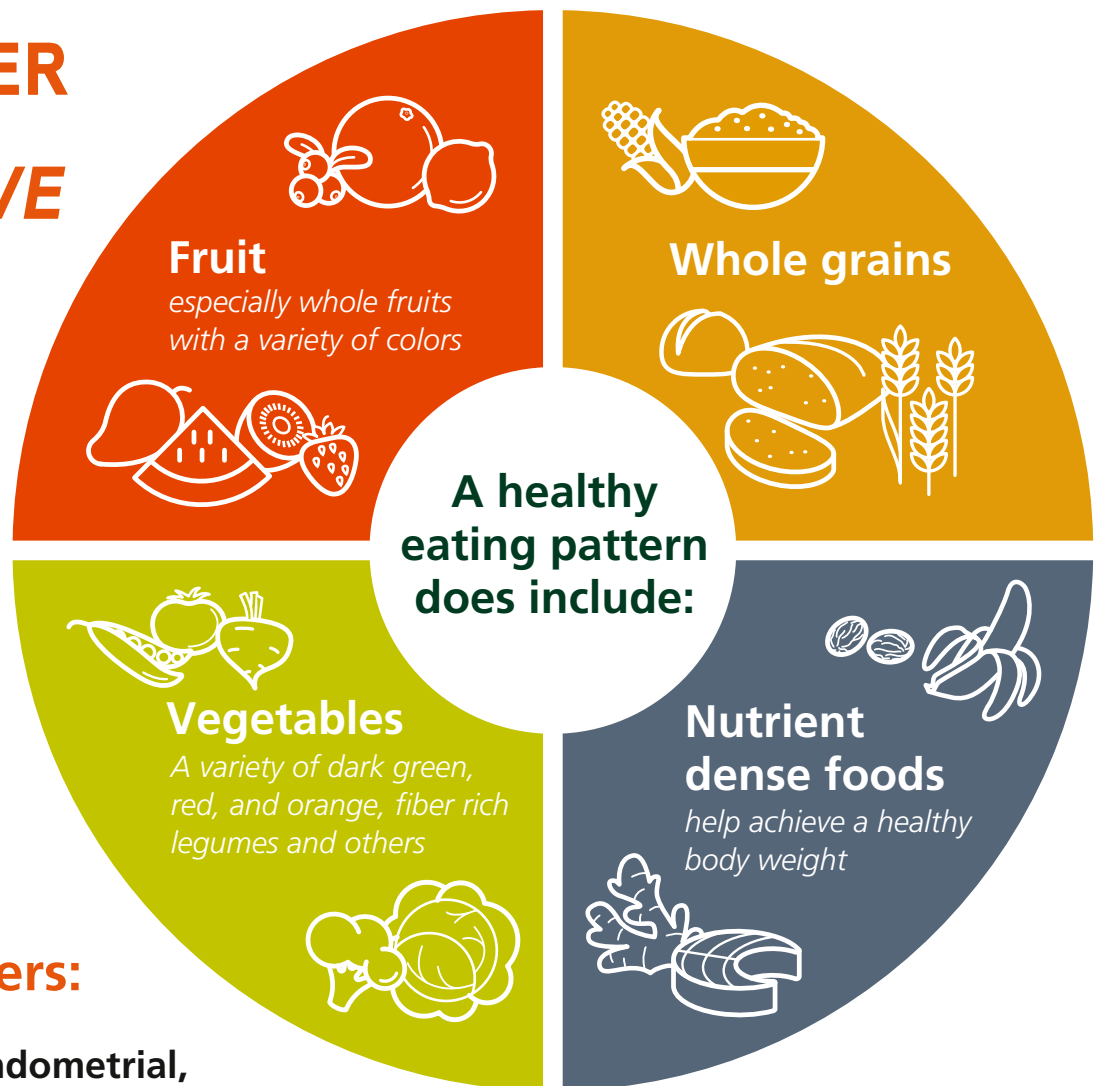 ER
VE
Fruit
especially whole fruits
with a variety of colors
Whole grains
A healthy
eating pattern
does include:
Vegetables
A variety of dark green,
red, and orange, fiber rich
legumes and others
Nutrient
dense foods
help achieve a healthy
body weight
ers:
ndometrial,